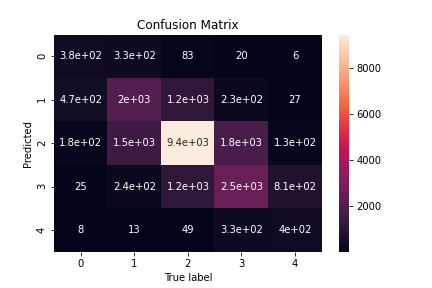 Confusion Matrix
0 3.8e+02 3.3e+02 83 20 6
1 4.7e+02 2e+03 1.2e+03 2.3e+02 27
2 1.8e+02 1.5e+03 9.4e+03 1.8e+03 1.3e+02
3 25 2.4e+02 1.2e+03 2.5e+03 8.1e+02
4 8 13 49 3.3e+02 4e+02
0 1 2 3 4
True label
Predicted
8000
6000
4000
2000